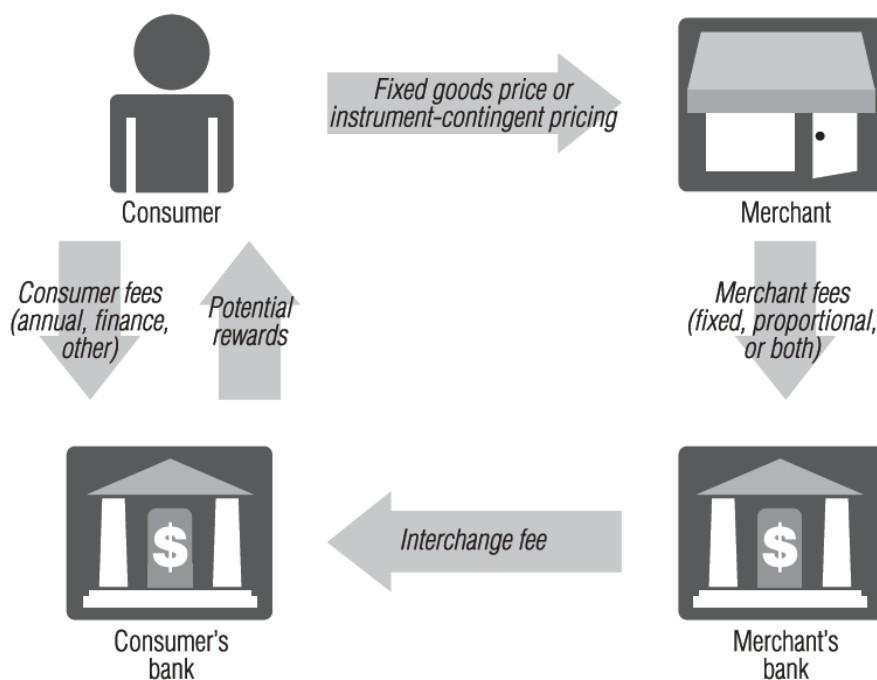 Fixed goods price or
instrument-contingent pricing
Consumer
Merchant
Consumer fees
(annual, finance,
other)
Potential
rewards
Merchant fees
(fixed, proportional,
or both)
$
Interchange fee
$
Consumer's
bank
Merchant's
bank